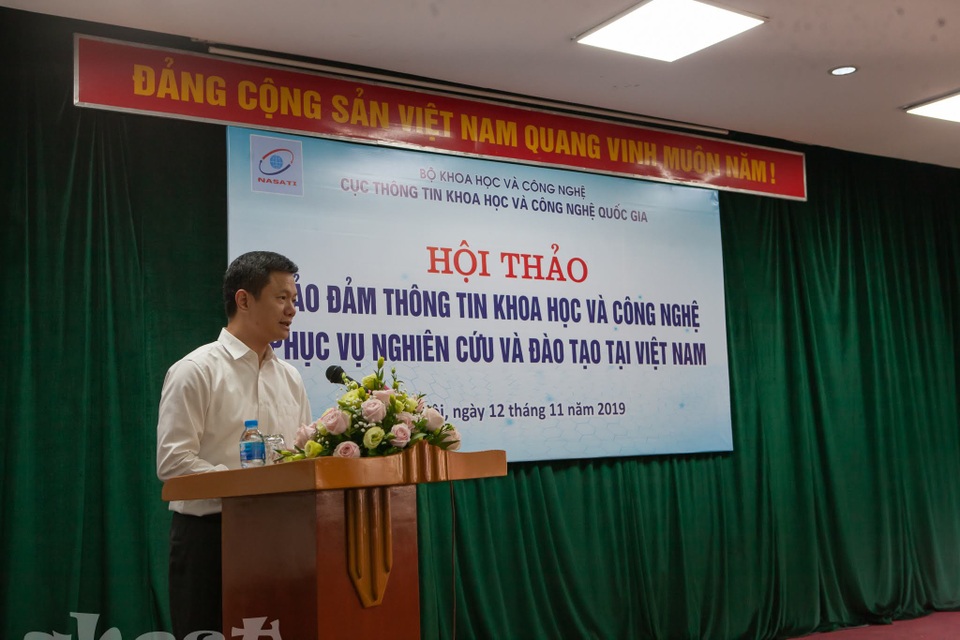 ĐẢNG CỘNG SẢN VIỆT NAM QUANG VINH MUÔN NĂM !
NASATI
BỘ KHOA HỌC VÀ CÔNG NGHỆ
CỤC THÔNG TIN KHOA HỌC VÀ CÔNG NGHỆ QUỐC GIA
HỘI THẢO
ẢO ĐẢM THÔNG TIN KHOA HỌC VÀ CÔNG NGHỆ
PHỤC VỤ NGHIÊN CỨU VÀ ĐÀO TẠO TẠI VIỆT NAM
ội, ngày 12 tháng 11 năm 2019